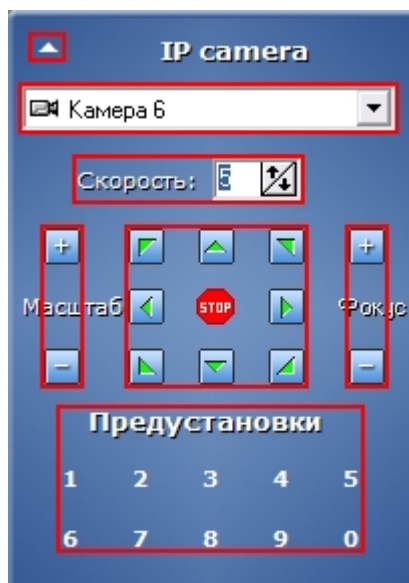 IP camera
Камера 6
Скорость: 5
+ +
Масштаб STOP Фокус
− −
Предустановки
1 2 3 4 5
6 7 8 9 0